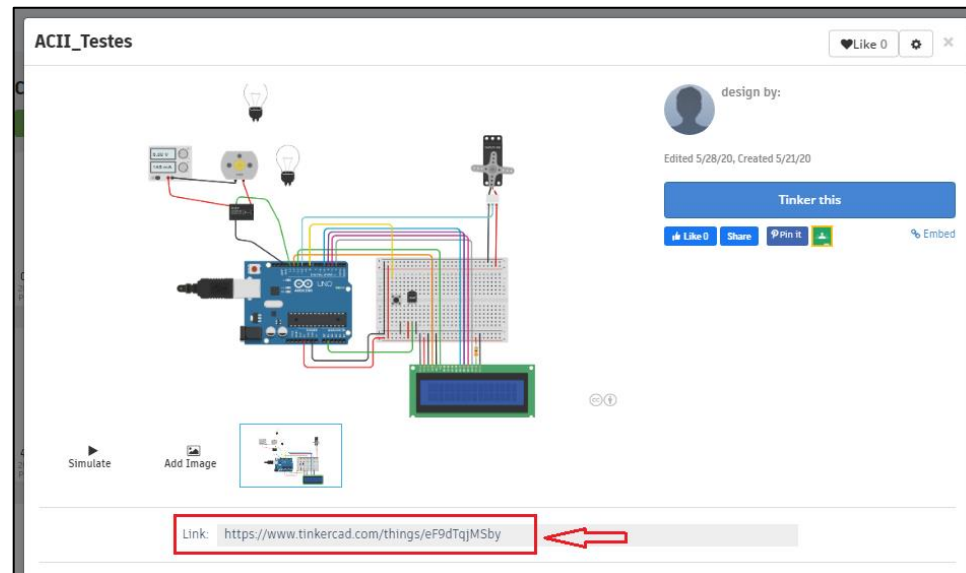 ACII_Testes
Like 0
design by:
Edited 5/28/20, Created 5/21/20
Tinker this
Like 0 Share Pin it
Embed
UNO
Simulate
Add Image
Link: https://www.tinkercad.com/things/eF9dTqjMSby